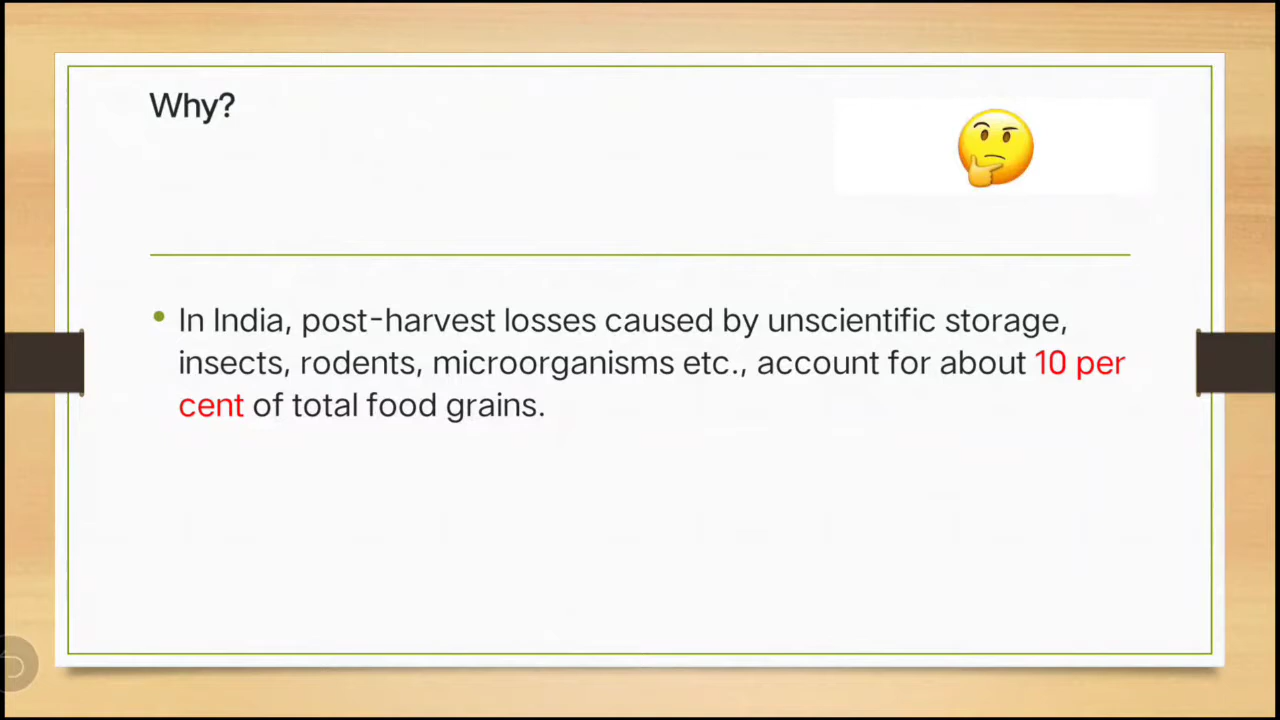 Why?
• In India, post-harvest losses caused by unscientific storage,
insects, rodents, microorganisms etc., account for about 10 per
cent of total food grains.